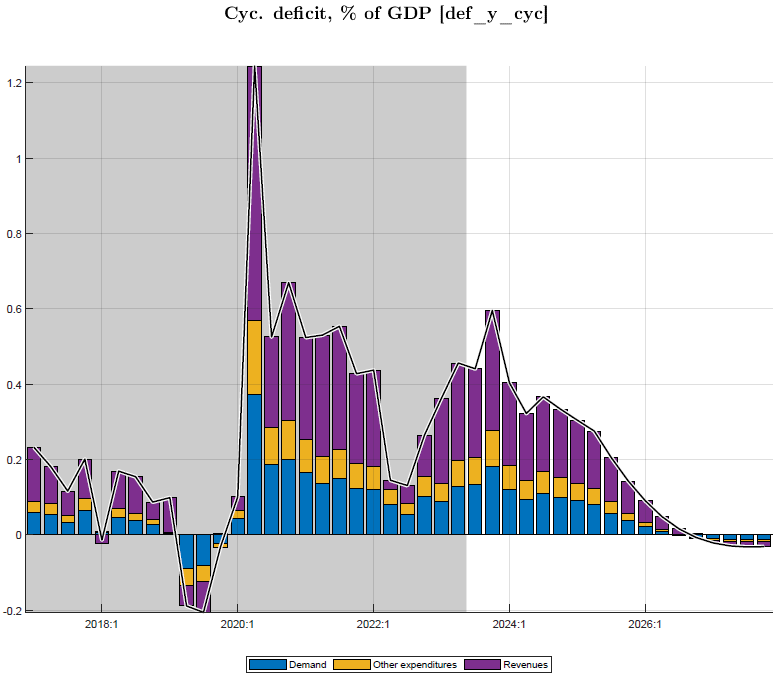 Cyc. deficit, % of GDP [def_y_cyc]
1.2
1
0.8
0.6
0.4
0.2
0
-0.2
2018:1 2020:1 2022:1 2024:1 2026:1
Demand Other expenditures Revenues